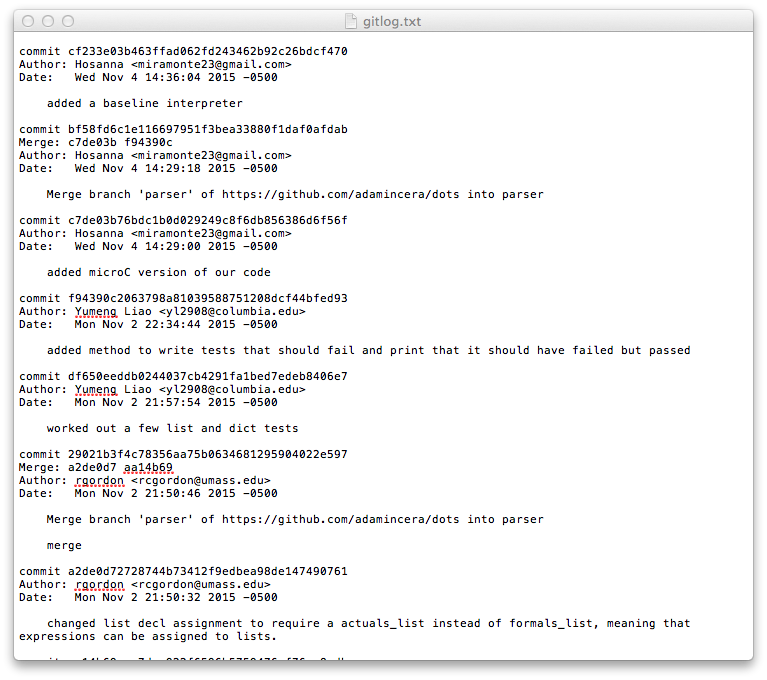 gitlog.txt
commit cf233e03b463ffad062fd243462b92c26bdcf470
Author: Hosanna <miramonte23@gmail.com>
Date:   Wed Nov 4 14:36:04 2015 -0500
added a baseline interpreter
commit bf58fd6c1e116697951f3bea33880f1daf0afdab
Merge: c7de03b f94390c
Author: Hosanna <miramonte23@gmail.com>
Date:   Wed Nov 4 14:29:18 2015 -0500
Merge branch 'parser' of https://github.com/adamincera/dots into parser
commit c7de03b76bdc1b0d029249c8f6db856386d6f56f
Author: Hosanna <miramonte23@gmail.com>
Date:   Wed Nov 4 14:29:00 2015 -0500
added microC version of our code
commit f94390c2063798a81039588751208dcf44bfed93
Author: Yumeng Liao <yl2908@columbia.edu>
Date:   Mon Nov 2 22:34:44 2015 -0500
added method to write tests that should fail and print that it should have failed but passed
commit df650eeddb0244037cb4291fa1bed7edeb8406e7
Author: Yumeng Liao <yl2908@columbia.edu>
Date:   Mon Nov 2 21:57:54 2015 -0500
worked out a few list and dict tests
commit 29021b3f4c78356aa75b0634681295904022e597
Merge: a2de0d7 aa14b69
Author: rgordon <rcgordon@umass.edu>
Date:   Mon Nov 2 21:50:46 2015 -0500
Merge branch 'parser' of https://github.com/adamincera/dots into parser
merge
commit a2de0d72728744b73412f9edbea98de147490761
Author: rgordon <rcgordon@umass.edu>
Date:   Mon Nov 2 21:50:32 2015 -0500
changed list decl assignment to require a actuals_list instead of formals_list, meaning that
expressions can be assigned to lists.